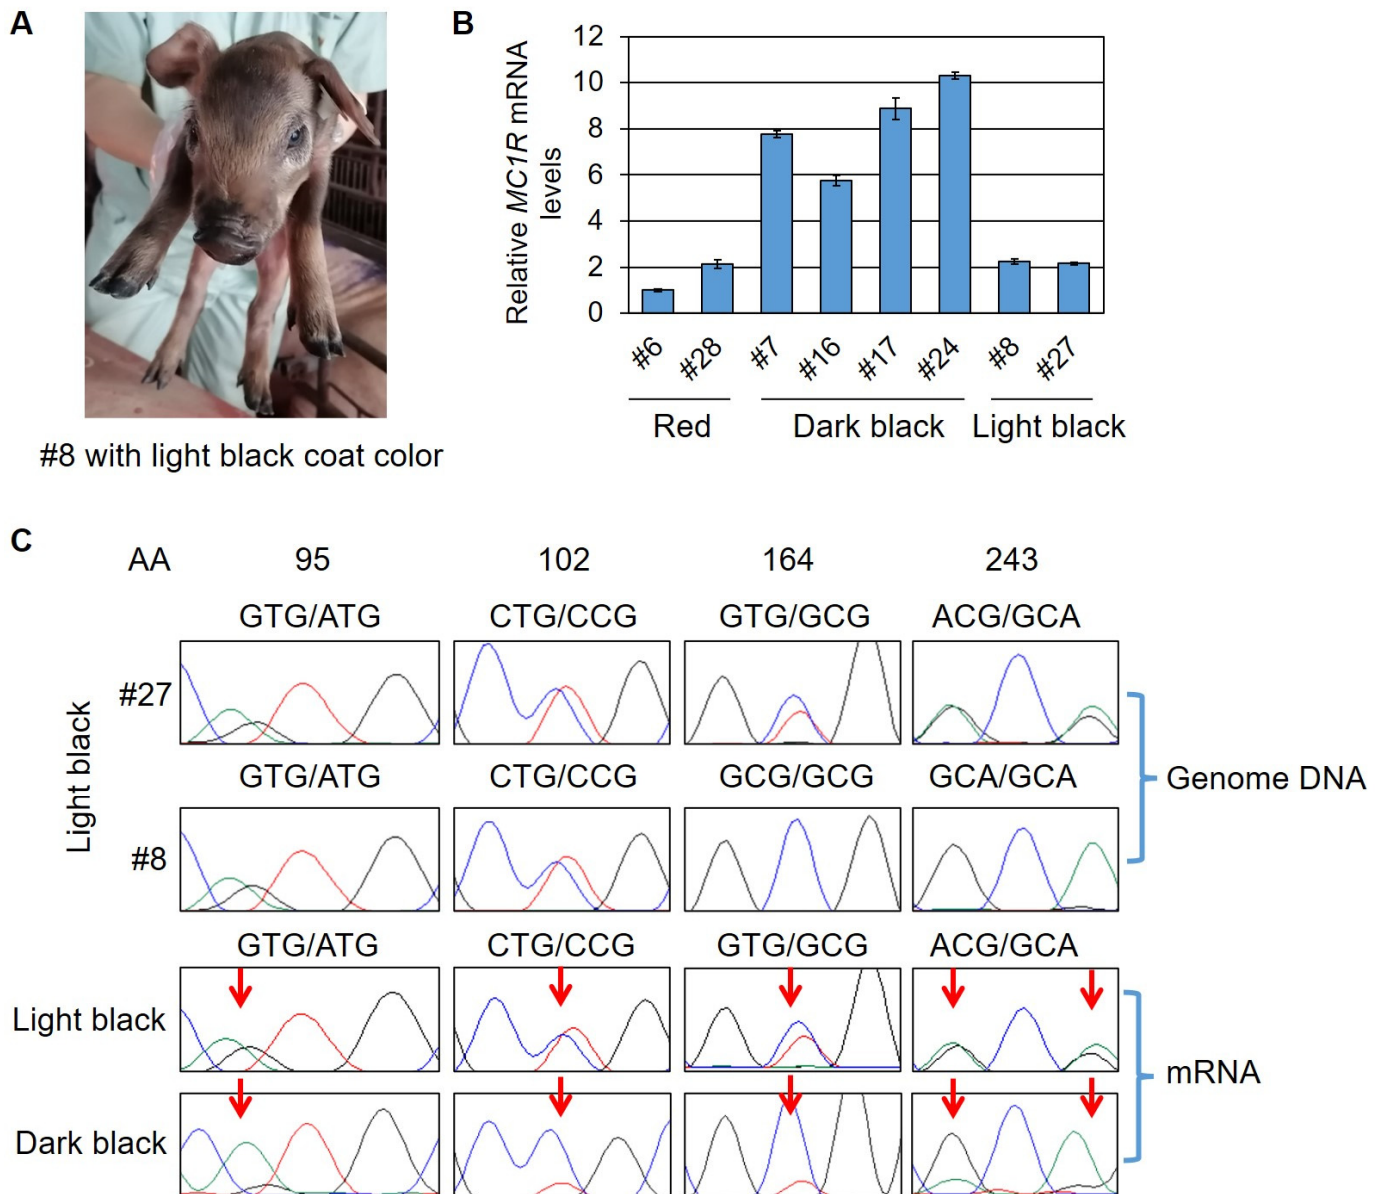 A
#8 with light black coat color
B
Relative MC1R mRNA
levels
12
10
8
6
4
2
0
#6
#28
#7
#16
#17
#24
#8
#27
Red
Dark black
Light black
C
AA
95
102
164
243
GTG/ATG
CTG/CCG
GTG/GCG
ACG/GCA
Light black
#27
GTG/ATG
CTG/CCG
GCG/GCG
GCA/GCA
Genome DNA
#8
GTG/ATG
CTG/CCG
GTG/GCG
ACG/GCA
Light black
mRNA
Dark black